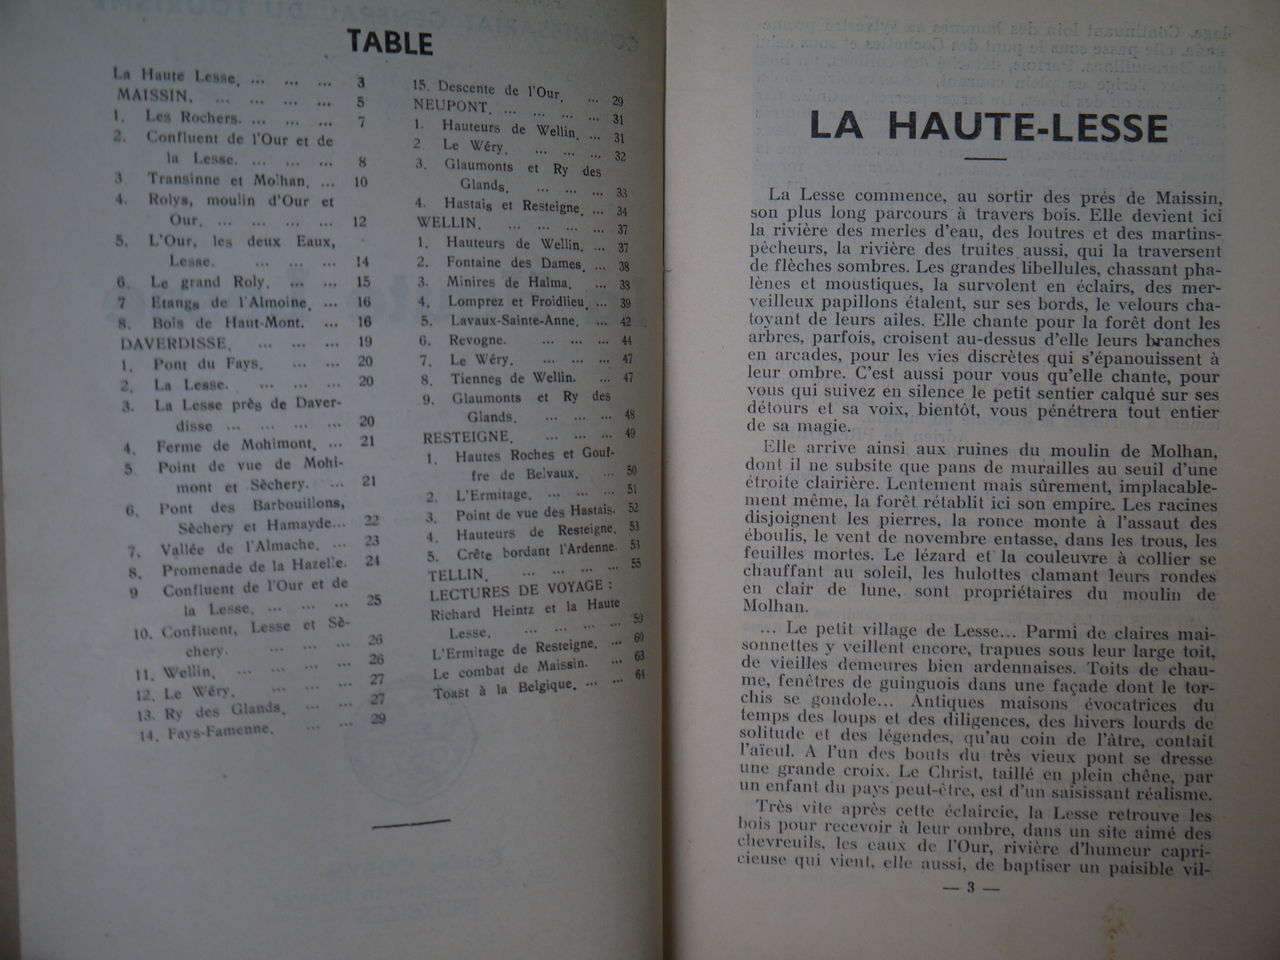 TABLE
La Haute Lesse. ... ... ... 3
MAISSIN. ... ... ... ... 5
1. Les Rochers. ... ... ... 7
2. Confluent de l'Our et de
la Lesse. ... ... ... 8
3 Transinne et Molhan. ... 10
4. Rolys, moulin d'Our et
Our. ... ... ... ... 12
5. L'Our, les deux Eaux,
Lesse. ... ... ... 14
6. Le grand Roly. ... ... 15
7 Etangs de l'Almoine. ... 16
8. Bois de Haut-Mont. ... 16
DAVERDISSE. ... ... ... 19
1. Pont du Fays. ... ... 20
2. La Lesse. ... ... ... 20
3. La Lesse près de Daver-
disse ... ... ... ... 20
4. Ferme de Mohimont. ... 21
5. Point de vue de Mohi-
mont et Sèchery. ... ... 21
6. Pont des Barbouillons,
Sèchery et Hamayde... ... 22
7. Vallée de l'Almache. ... 23
8. Promenade de la Hazelle. 24
9 Confluent de l'Our et de
la Lesse. ... ... ... 25
10. Confluent, Lesse et Sè-
chery. ... ... ... 26
11. Wellin. ... ... ... 26
12. Le Wéry. ... ... ... 27
13. Ry des Glands. ... ... 27
14. Fays-Famenne. ... ... 29
15. Descente de l'Our. ... 29
NEUPONT. ... ... ... ... 31
1. Hauteurs de Wellin. ... 31
2 Le Wéry. ... ... ... 32
3. Glaumonts et Ry des
Glands. ... ... ... 33
4. Hastais et Resteigne. ... 34
WELLIN. ... ... ... ... 37
1. Hauteurs de Wellin. ... 37
2. Fontaine des Dames. ... 38
3. Minires de Halma. ... 38
4. Lomprez et Froidlieu. ... 39
5. Lavaux-Sainte-Anne. ... 42
6. Revogne. ... ... ... 44
7. Le Wéry. ... ... ... 47
8. Tiennes de Wellin. ... 47
9. Glaumonts et Ry des
Glands. ... ... ... 48
RESTEIGNE. ... ... ... 49
1. Hautes Roches et Gouf-
fre de Belvaux. ... 50
2. L'Ermitage. ... ... ... 51
3. Point de vue des Hastais. 52
4. Hauteurs de Resteigne. 53
5. Crête bordant l'Ardenne. 53
TELLIN. ... ... ... ... 55
LECTURES DE VOYAGE :
Richard Heintz et la Haute
Lesse. ... ... ... ... 59
L'Ermitage de Resteigne. ... 60
Le combat de Maissin. ... 63
Toast à la Belgique. ... ... 64
LA HAUTE-LESSE
La Lesse commence, au sortir des prés de Maissin,
son plus long parcours à travers bois. Elle devient ici
la rivière des merles d'eau, des loutres et des martins-
pêcheurs, la rivière des truites aussi, qui la traversent
de flèches sombres. Les grandes libellules, chassant pha-
lènes et moustiques, la survolent en éclairs, des mer-
veilleux papillons étalent, sur ses bords, le velours cha-
toyant de leurs ailes. Elle chante pour la forêt dont les
arbres, parfois, croisent au-dessus d'elle leurs branches
en arcades, pour les vies discrètes qui s'épanouissent à
leur ombre. C'est aussi pour vous qu'elle chante, pour
vous qui suivez en silence le petit sentier calqué sur ses
détours et sa voix, bientôt, vous pénétrera tout entier
de sa magie.
Elle arrive ainsi aux ruines du moulin de Molhan,
dont il ne subsite que pans de murailles au seuil d'une
étroite clairière. Lentement mais sûrement, implacable-
ment même, la forêt rétablit ici son empire. Les racines
disjoignent les pierres, la ronce monte à l'assaut des
éboulis, le vent de novembre entasse, dans les trous, les
feuilles mortes. Le lézard et la couleuvre à collier se
chauffant au soleil, les hulottes clamant leurs rondes
en clair de lune, sont propriétaires du moulin de
Molhan.
... Le petit village de Lesse... Parmi de claires mai-
sonnettes y veillent encore, trapues sous leur large toit,
de vieilles demeures bien ardennaises. Toits de chau-
me, fenêtres de guinguois dans une façade dont le tor-
chis se gondole... Antiques maisons évocatrices du
temps des loups et des diligences, des hivers lourds de
solitude et des légendes, qu'au coin de l'âtre, contait
l'aïeul. A l'un des bouts du très vieux pont se dresse
une grande croix. Le Christ, taillé en plein chêne, par
un enfant du pays peut-être, est d'un saisissant réalisme.
Très vite après cette éclaircie, la Lesse retrouve les
bois pour recevoir à leur ombre, dans un site aimé des
chevreuils, les eaux de l'Our, rivière d'humeur capri-
cieuse qui vient, elle aussi, de baptiser un paisible vil-
— 3 —